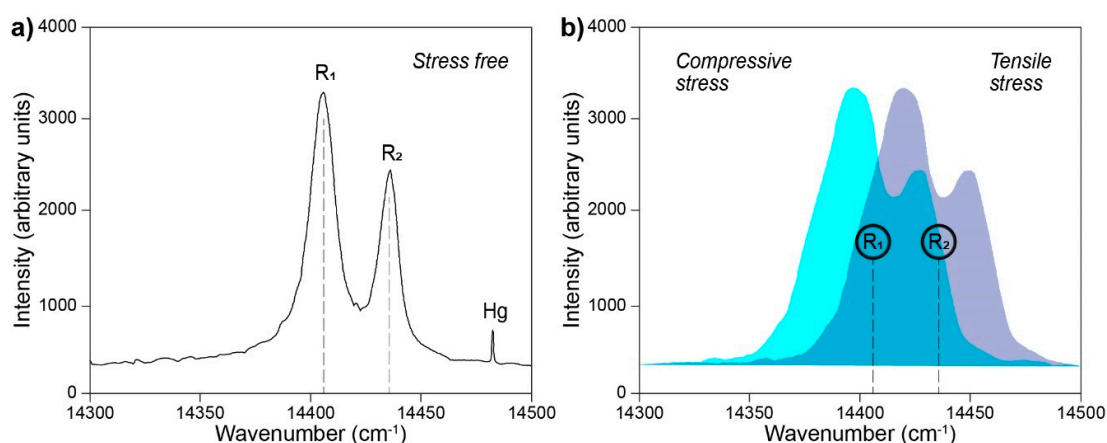 a)
Stress free
R₁
R₂
Hg
4000
3000
2000
1000
0
Intensity (arbitrary units)
14300
14400
14450
14500
Wavenumber (cm⁻¹)
b)
Compressive
stress
Tensile
stress
R₁
R₂
4000
3000
2000
1000
0
Intensity (arbitrary units)
14300
14350
14400
14450
14500
Wavenumber (cm⁻¹)